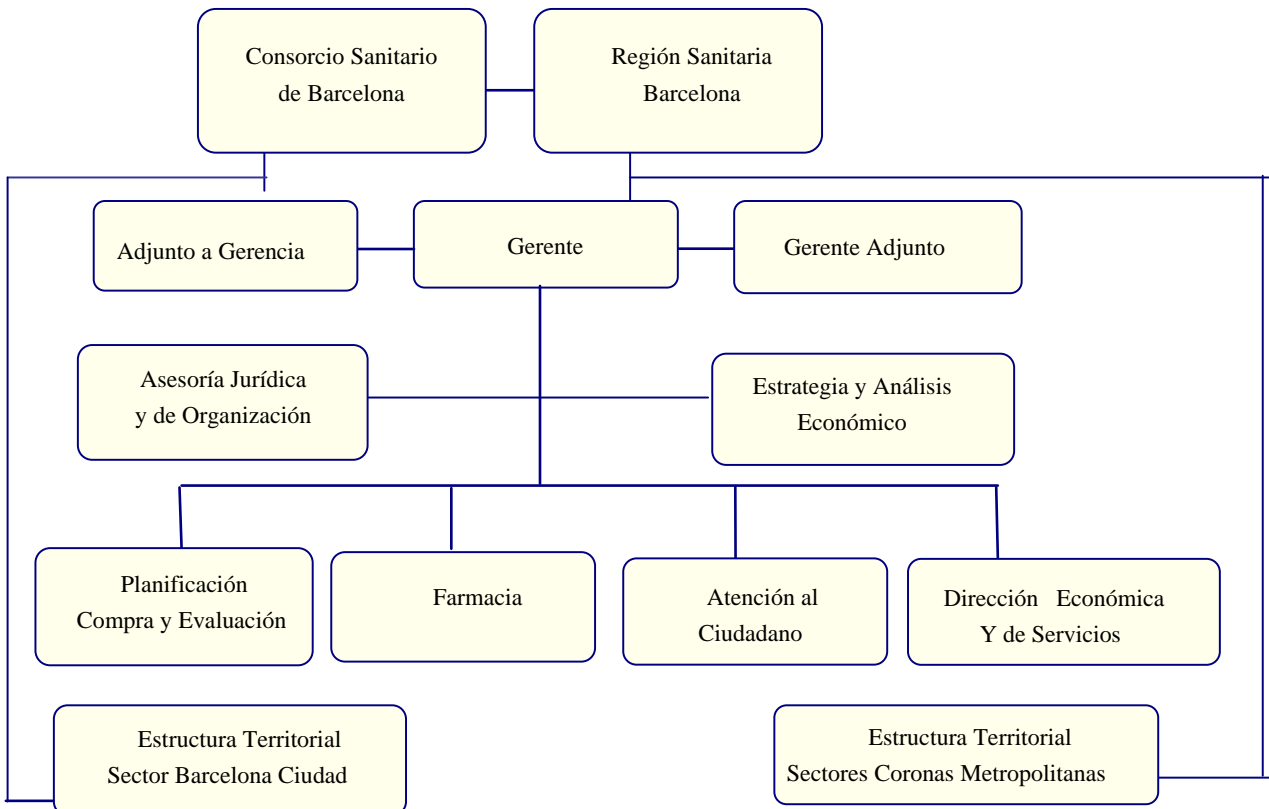 Consorcio Sanitario
de Barcelona
Región Sanitaria
Barcelona
Adjunto a Gerencia
Gerente
Gerente Adjunto
Asesoría Jurídica
y de Organización
Estrategia y Análisis
Económico
Planificación
Compra y Evaluación
Farmacia
Atención al
Ciudadano
Dirección Económica
Y de Servicios
Estructura Territorial
Sector Barcelona Ciudad
Estructura Territorial
Sectores Coronas Metropolitanas